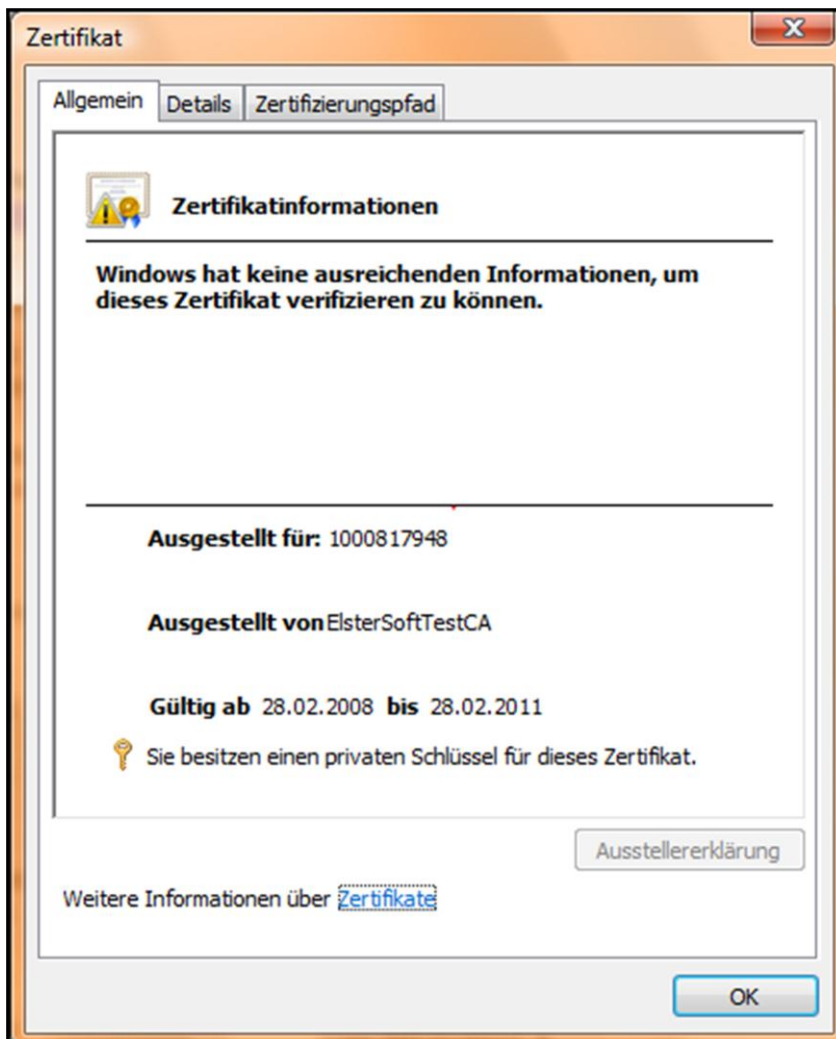 Zertifikat
Allgemein Details Zertifizierungspfad
Zertifikatinformationen
Windows hat keine ausreichenden Informationen, um
dieses Zertifikat verifizieren zu können.
Ausgestellt für: 1000817948
Ausgestellt von ElsterSoftTestCA
Gültig ab 28.02.2008 bis 28.02.2011
Sie besitzen einen privaten Schlüssel für dieses Zertifikat.
Ausstellererklärung
Weitere Informationen über Zertifikate
OK